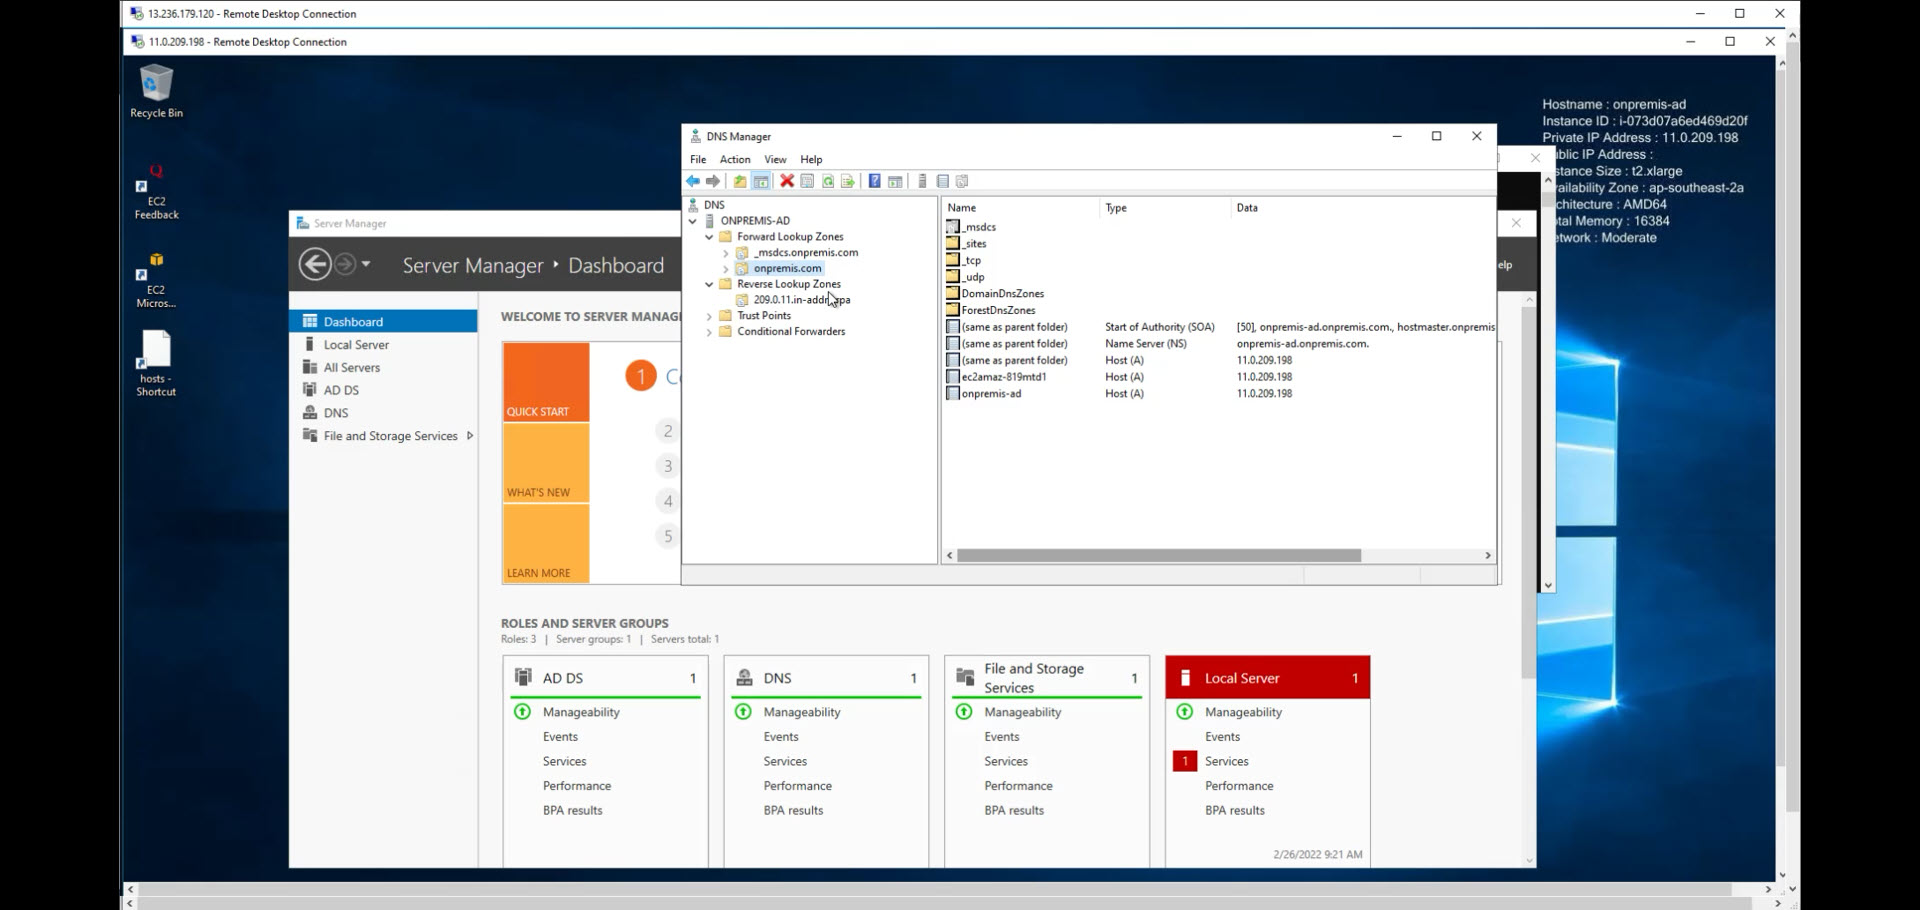 13.236.179.120 - Remote Desktop Connection
11.0.209.198 - Remote Desktop Connection
Recycle Bin
EC2
Feedback
EC2
Micros...
hosts -
Shortcut
Hostname : onpremis-ad
Instance ID : i-073d07a6ed469d20f
Private IP Address : 11.0.209.198
ublic IP Address :
stance Size : t2.xlarge
vailability Zone : ap-southeast-2a
rchitecture : AMD64
tal Memory : 16384
etwork : Moderate
DNS Manager
File Action View Help
DNS
ONPREMIS-AD
Forward Lookup Zones
_msdcs.onpremis.com
onpremis.com
Reverse Lookup Zones
209.0.11.in-addr pa
Trust Points
Conditional Forwarders
Name Type Data
_msdcs
_sites
_tcp
_udp
DomainDnsZones
ForestDnsZones
(same as parent folder) Start of Authority (SOA) [50], onpremis-ad.onpremis.com., hostmaster.onpremis
(same as parent folder) Name Server (NS) onpremis-ad.onpremis.com.
(same as parent folder) Host (A) 11.0.209.198
ec2amaz-819mtd1 Host (A) 11.0.209.198
onpremis-ad Host (A) 11.0.209.198
Server Manager
Server Manager • Dashboard
elp
Dashboard
Local Server
All Servers
AD DS
DNS
File and Storage Services
WELCOME TO SERVER MANAG
QUICK START
WHAT'S NEW
LEARN MORE
1 Co
2
3
4
5
ROLES AND SERVER GROUPS
Roles: 3 | Server groups: 1 | Servers total: 1
AD DS 1
Manageability
Events
Services
Performance
BPA results
DNS 1
Manageability
Events
Services
Performance
BPA results
File and Storage
Services 1
Manageability
Events
Services
Performance
BPA results
Local Server 1
Manageability
Events
1 Services
Performance
BPA results
2/26/2022 9:21 AM